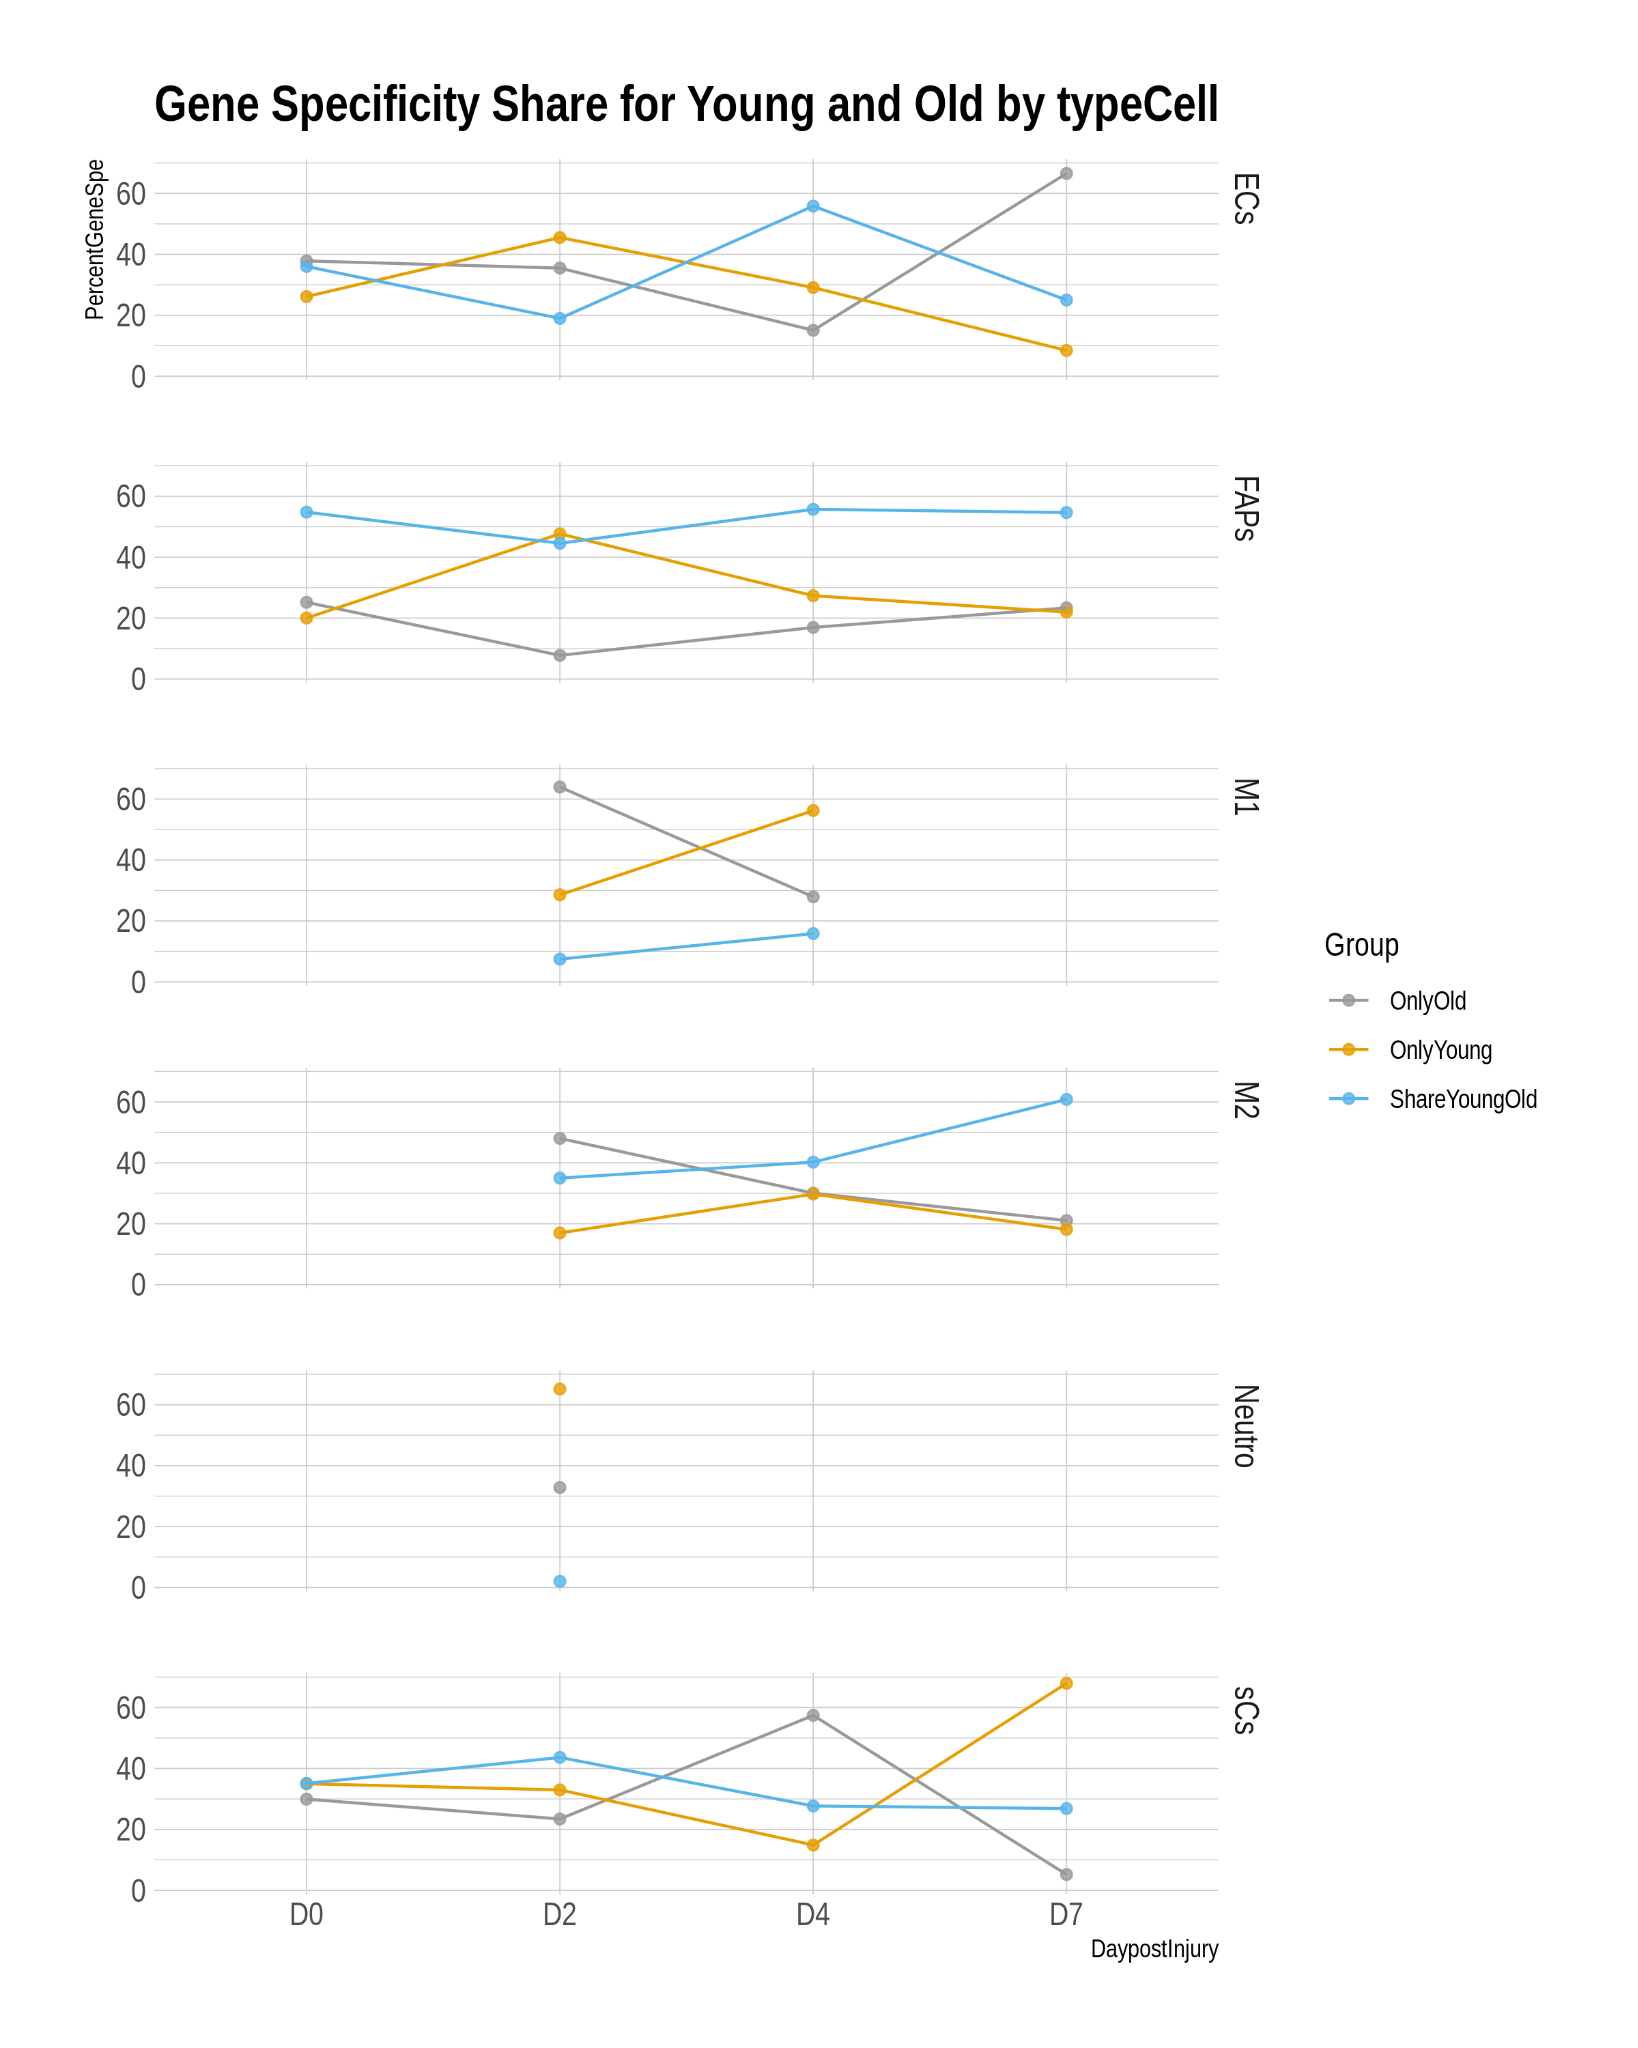 Gene Specificity Share for Young and Old by typeCell
PercentGeneSpe
60
40
20
0
ECs
60
40
20
0
FAPs
60
40
20
0
M1
60
40
20
0
M2
60
40
20
0
Neutro
60
40
20
0
sCs
D0 D2 D4 D7
DaypostInjury
Group
OnlyOld
OnlyYoung
ShareYoungOld